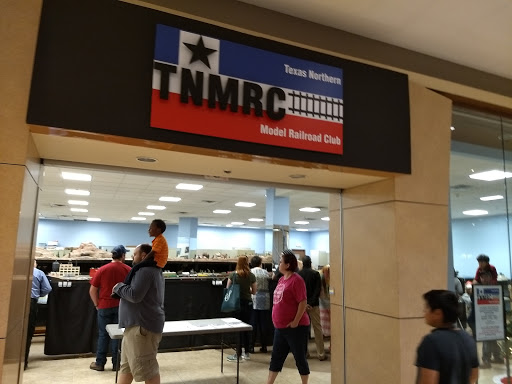 Texas Northern
TNMRC
Model Railroad Club